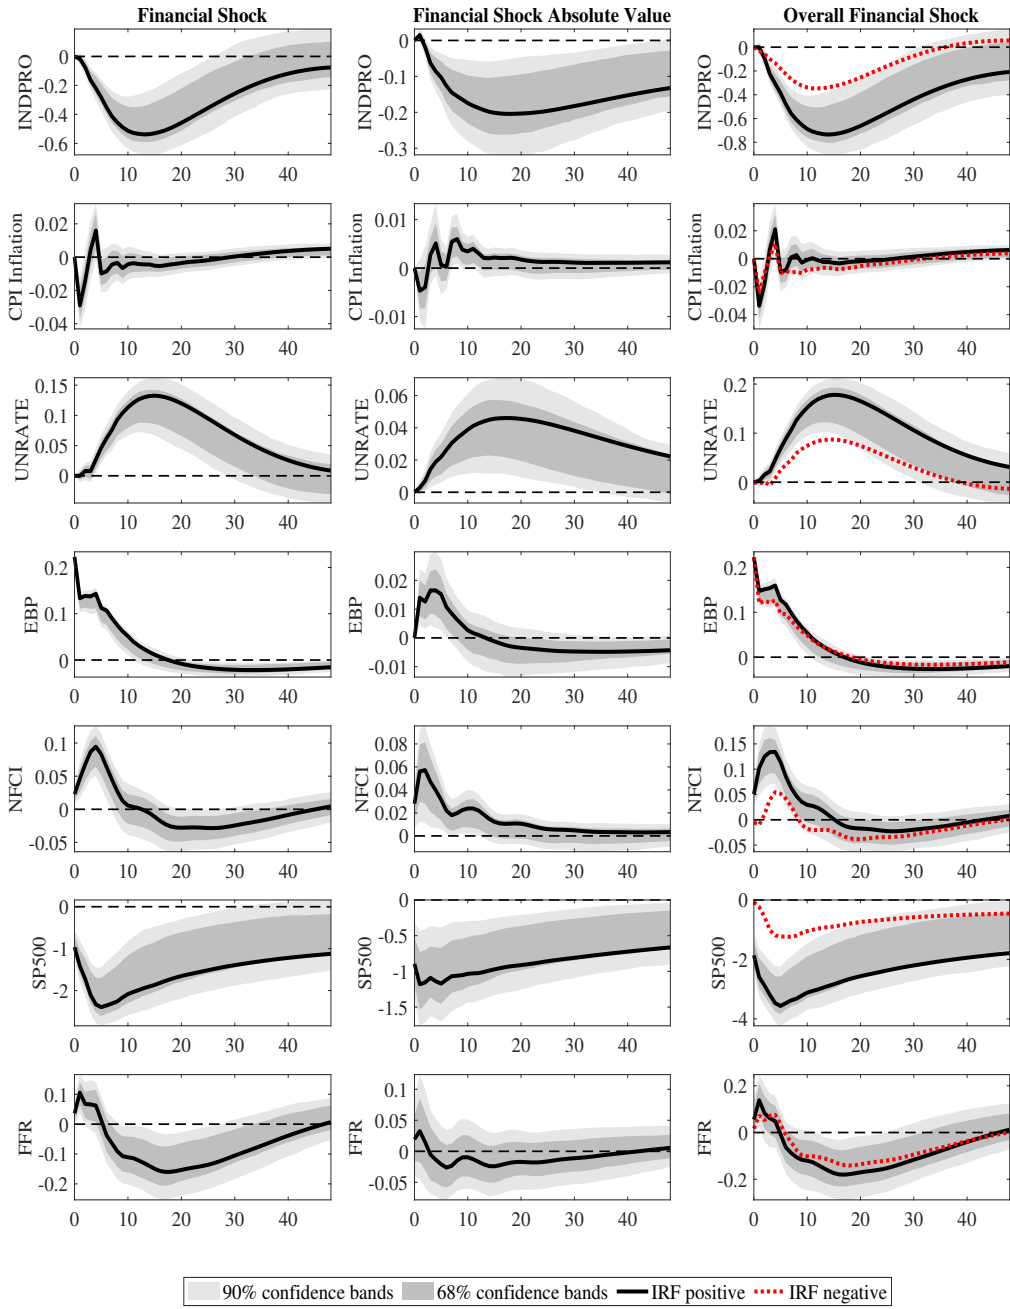 Financial Shock
Financial Shock Absolute Value
Overall Financial Shock
INDPRO
0
-0.2
-0.4
-0.6
0 10 20 30 40
INDPRO
0
-0.1
-0.2
-0.3
0 10 20 30 40
INDPRO
0
-0.2
-0.4
-0.6
-0.8
0 10 20 30 40
CPI Inflation
0.02
0
-0.02
-0.04
0 10 20 30 40
CPI Inflation
0.01
0
-0.01
0 10 20 30 40
CPI Inflation
0.02
0
-0.02
-0.04
0 10 20 30 40
UNRATE
0.15
0.1
0.05
0
0 10 20 30 40
UNRATE
0.06
0.04
0.02
0
0 10 20 30 40
UNRATE
0.2
0.1
0
0 10 20 30 40
EBP
0.2
0.1
0
0 10 20 30 40
EBP
0.02
0.01
0
-0.01
0 10 20 30 40
EBP
0.2
0.1
0
0 10 20 30 40
NFCI
0.1
0.05
0
-0.05
0 10 20 30 40
NFCI
0.08
0.06
0.04
0.02
0
0 10 20 30 40
NFCI
0.15
0.1
0.05
0
-0.05
0 10 20 30 40
SP500
0
-1
-2
0 10 20 30 40
SP500
0
-0.5
-1
-1.5
0 10 20 30 40
SP500
0
-2
-4
0 10 20 30 40
FFR
0.1
0
-0.1
-0.2
0 10 20 30 40
FFR
0.1
0.05
0
-0.05
0 10 20 30 40
FFR
0.2
0
-0.2
0 10 20 30 40
90% confidence bands 68% confidence bands IRF positive IRF negative